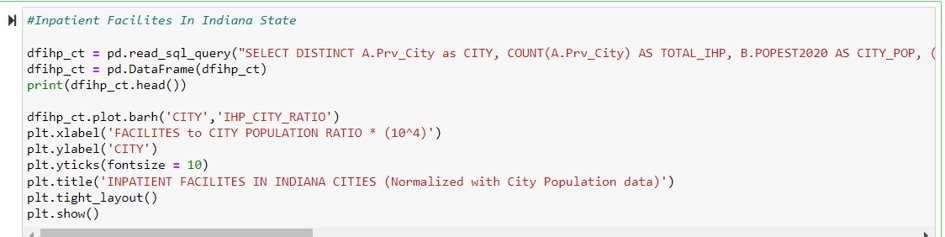 #Inpatient Facilites In Indiana State
dfihp_ct = pd.read_sql_query("SELECT DISTINCT A.Prv_City as CITY, COUNT(A.Prv_City) AS TOTAL_IHP, B.POPEST2020 AS CITY_POP, (
dfihp_ct = pd.DataFrame(dfihp_ct)
print(dfihp_ct.head())
dfihp_ct.plot.barh('CITY','IHP_CITY_RATIO')
plt.xlabel('FACILITES to CITY POPULATION RATIO * (10^4)')
plt.ylabel('CITY')
plt.yticks(fontsize = 10)
plt.title('INPATIENT FACILITES IN INDIANA CITIES (Normalized with City Population data)')
plt.tight_layout()
plt.show()